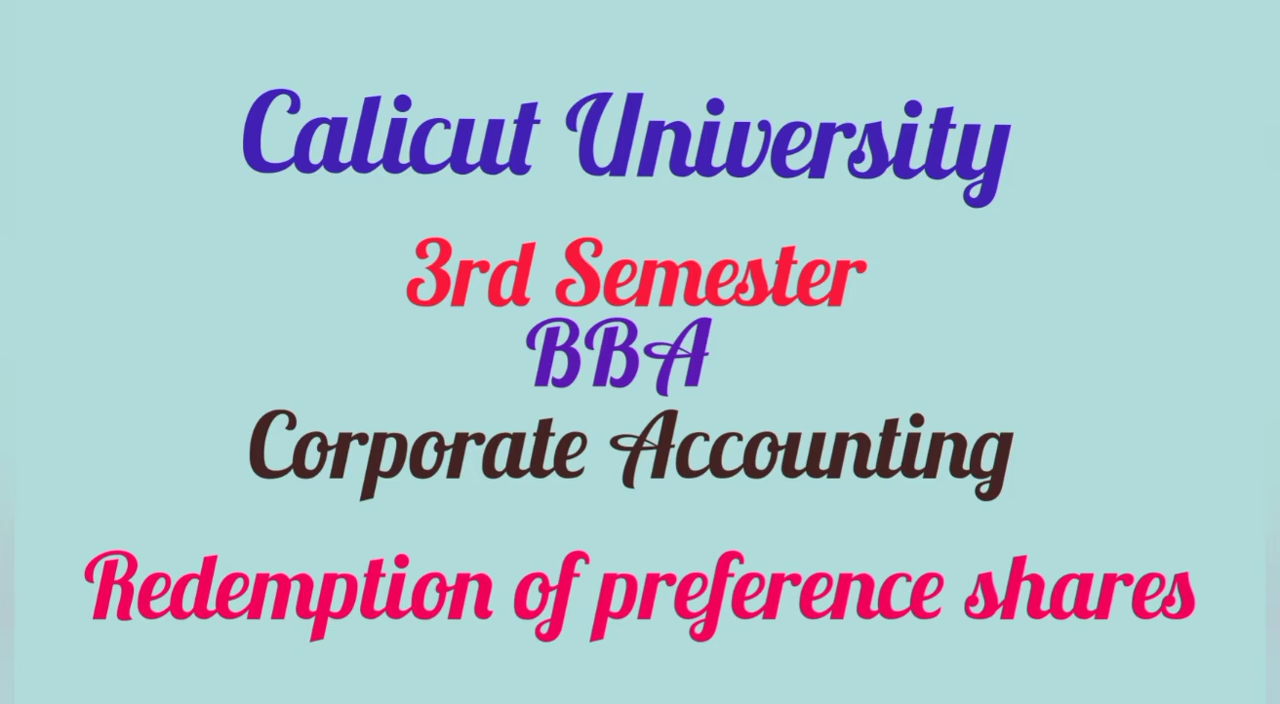 Calicut University
3rd Semester
BBA
Corporate Accounting
Redemption of preference shares